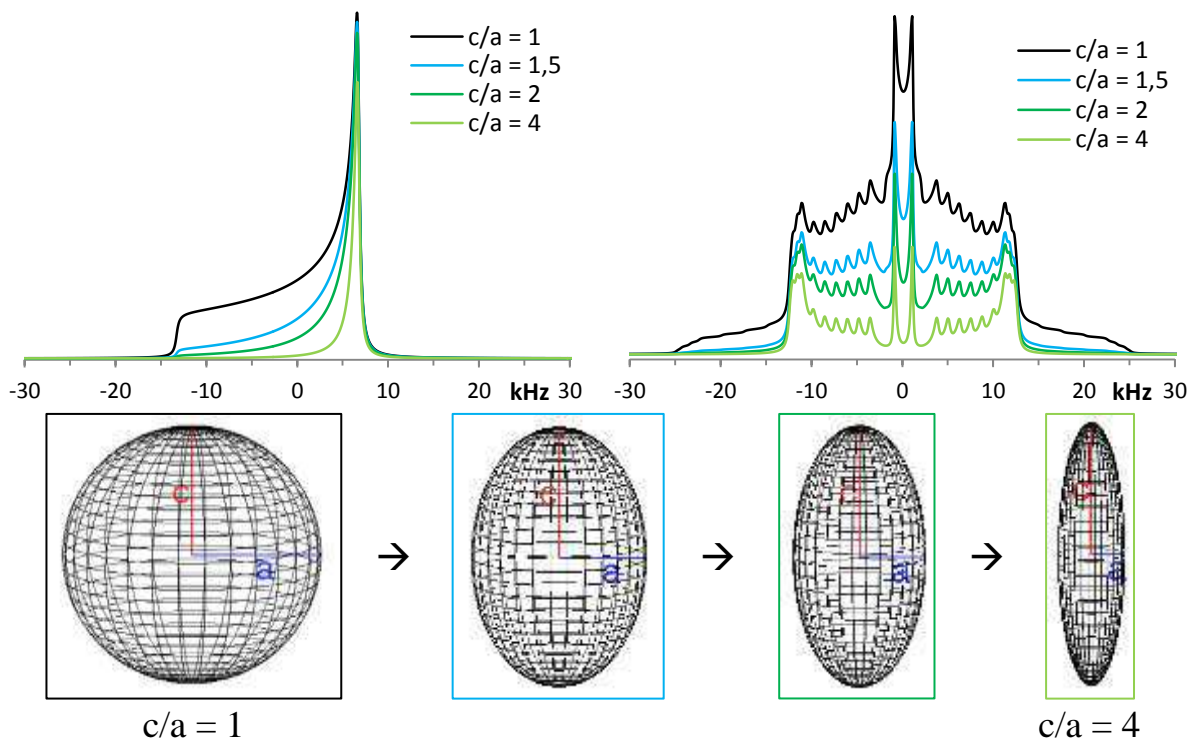 c/a = 1
c/a = 1,5
c/a = 2
c/a = 4
c/a = 1
c/a = 1,5
c/a = 2
c/a = 4
-30 -20 -10 0 10 20 30
kHz
-30 -20 -10 0 10 20 30
c
a
→
c
a
→
c
a
→
c
a
c/a = 1
c/a = 4